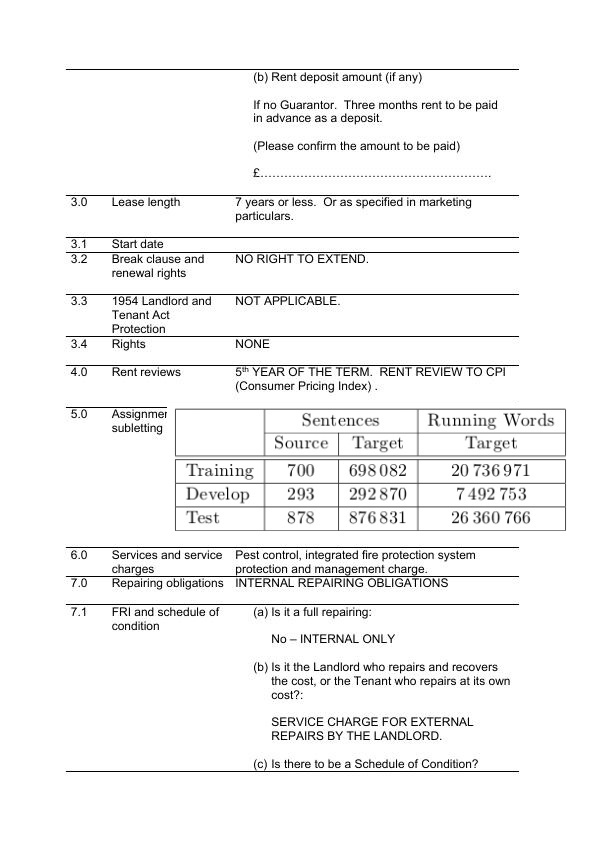 (b) Rent deposit amount (if any)
If no Guarantor. Three months rent to be paid
in advance as a deposit.
(Please confirm the amount to be paid)
£…………………………………………………….
3.0 Lease length 7 years or less. Or as specified in marketing
particulars.
3.1 Start date
3.2 Break clause and NO RIGHT TO EXTEND.
renewal rights
3.3 1954 Landlord and NOT APPLICABLE.
Tenant Act
Protection
3.4 Rights NONE
4.0 Rent reviews 5th YEAR OF THE TERM. RENT REVIEW TO CPI
(Consumer Pricing Index) .
5.0
subletting
Sentences Running Words
Source Target Target
Training 700 698 082 20 736 971
Develop 293 292 870 7 492 753
Test 878 876 831 26 360 766
6.0 Services and service Pest control, integrated fire protection system
charges protection and management charge.
7.0 Repairing obligations INTERNAL REPAIRING OBLIGATIONS
7.1 FRI and schedule of (a) Is it a full repairing:
condition
No – INTERNAL ONLY
(b) Is it the Landlord who repairs and recovers
the cost, or the Tenant who repairs at its own
cost?:
SERVICE CHARGE FOR EXTERNAL
REPAIRS BY THE LANDLORD.
(c) Is there to be a Schedule of Condition?